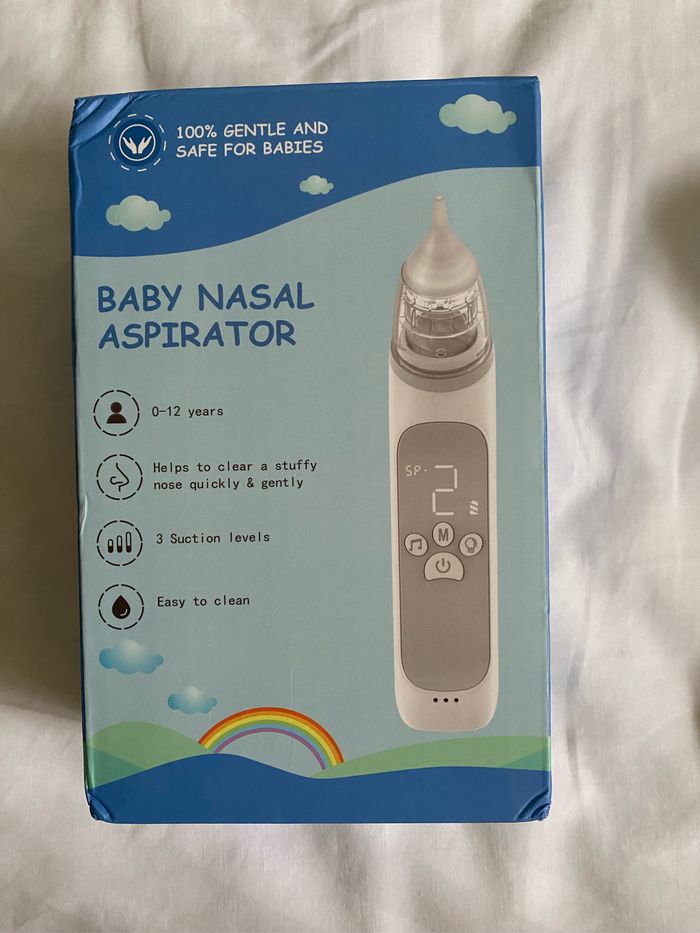 100% GENTLE AND
SAFE FOR BABIES
BABY NASAL
ASPIRATOR
0-12 years
Helps to clear a stuffy
nose quickly & gently
3 Suction levels
Easy to clean
SP-
2
M